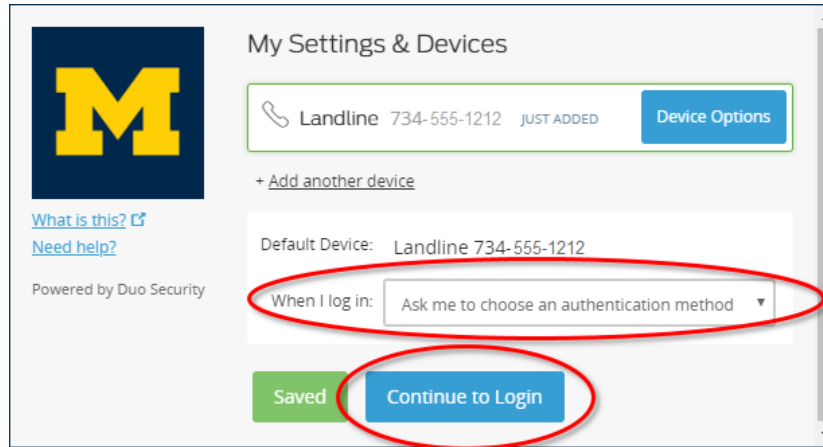 My Settings & Devices
M
Landline 734-555-1212 JUST ADDED Device Options
+ Add another device
What is this?
Need help?
Powered by Duo Security
Default Device: Landline 734-555-1212
When I log in: Ask me to choose an authentication method
Saved Continue to Login